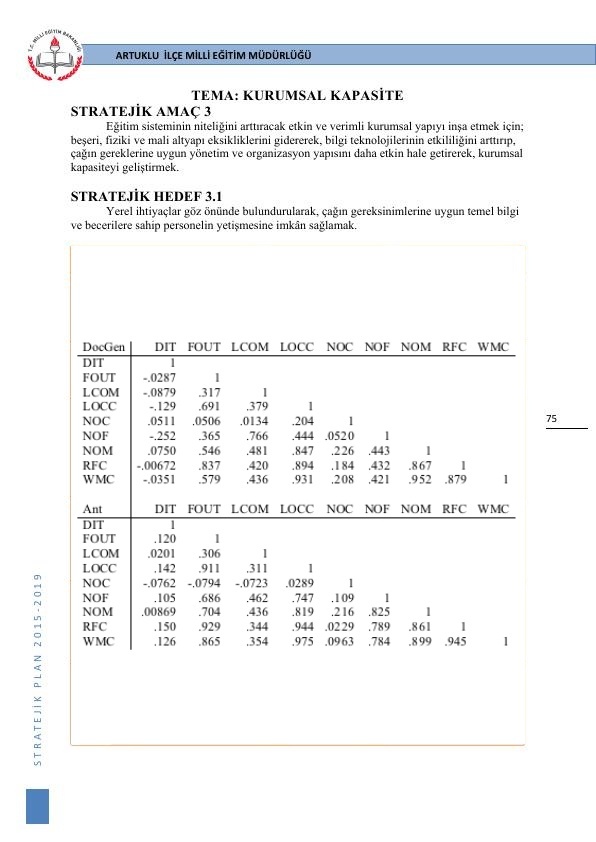 T.C. MİLLİ EĞİTİM BAKANLIĞI
ARTUKLU İLÇE MİLLİ EĞİTİM MÜDÜRLÜĞÜ
TEMA: KURUMSAL KAPASİTE
STRATEJİK AMAÇ 3
Eğitim sisteminin niteliğini arttıracak etkin ve verimli kurumsal yapıyı inşa etmek için;
beşeri, fiziki ve mali altyapı eksikliklerini gidererek, bilgi teknolojilerinin etkililiğini arttırıp,
çağın gereklerine uygun yönetim ve organizasyon yapısını daha etkin hale getirerek, kurumsal
kapasiteyi geliştirmek.
STRATEJİK HEDEF 3.1
Yerel ihtiyaçlar göz önünde bulundurularak, çağın gereksinimlerine uygun temel bilgi
ve becerilere sahip personelin yetişmesine imkân sağlamak.
DocGen DIT FOUT LCOM LOCC NOC NOF NOM RFC WMC
DIT 1
FOUT -.0287 1
LCOM -.0879 .317 1
LOCC -.129 .691 .379 1
NOC .0511 .0506 .0134 .204 1
NOF -.252 .365 .766 .444 .0520 1
NOM .0750 .546 .481 .847 .226 .443 1
RFC -.00672 .837 .420 .894 .184 .432 .867 1
WMC -.0351 .579 .436 .931 .208 .421 .952 .879 1
Ant DIT FOUT LCOM LOCC NOC NOF NOM RFC WMC
DIT 1
FOUT .120 1
LCOM .0201 .306 1
LOCC .142 .911 .311 1
NOC -.0762 -.0794 -.0723 .0289 1
NOF .105 .686 .462 .747 .109 1
NOM .00869 .704 .436 .819 .216 .825 1
RFC .150 .929 .344 .944 .0229 .789 .861 1
WMC .126 .865 .354 .975 .0963 .784 .899 .945 1
75
STRATEJİK PLAN 2015-2019